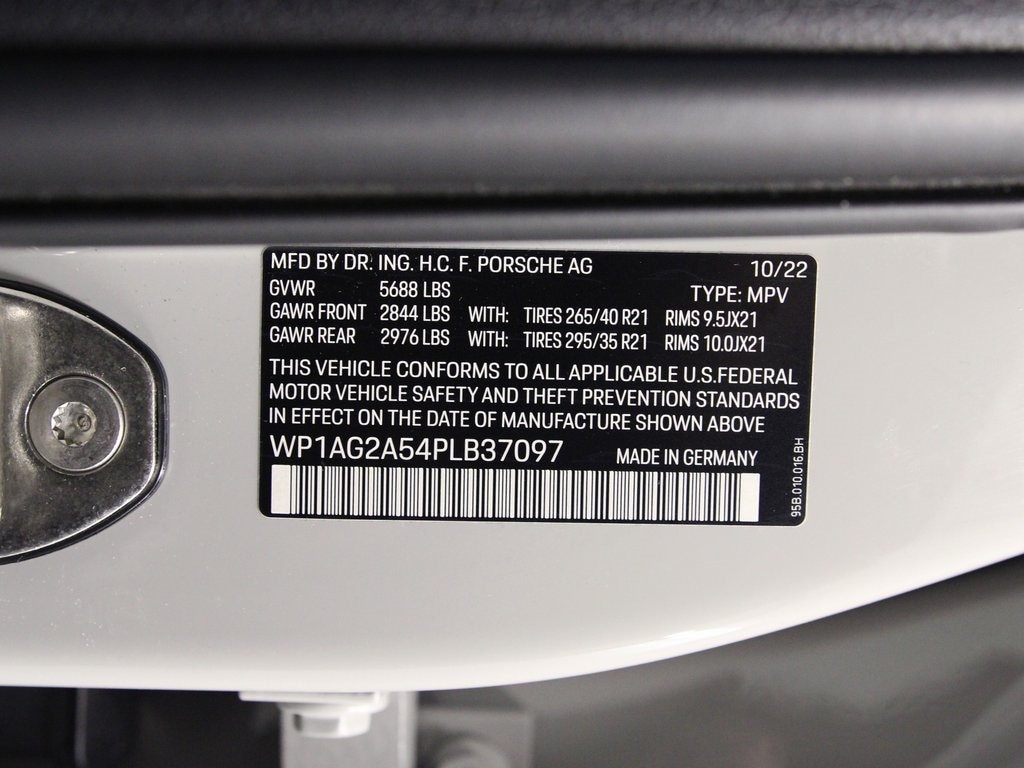 MFD BY DR. ING. H.C. F. PORSCHE AG 10/22
GVWR 5688 LBS TYPE: MPV
GAWR FRONT 2844 LBS WITH: TIRES 265/40 R21 RIMS 9.5JX21
GAWR REAR 2976 LBS WITH: TIRES 295/35 R21 RIMS 10.0JX21
THIS VEHICLE CONFORMS TO ALL APPLICABLE U.S.FEDERAL
MOTOR VEHICLE SAFETY AND THEFT PREVENTION STANDARDS
IN EFFECT ON THE DATE OF MANUFACTURE SHOWN ABOVE
WP1AG2A54PLB37097 MADE IN GERMANY
95B.010.016.BH